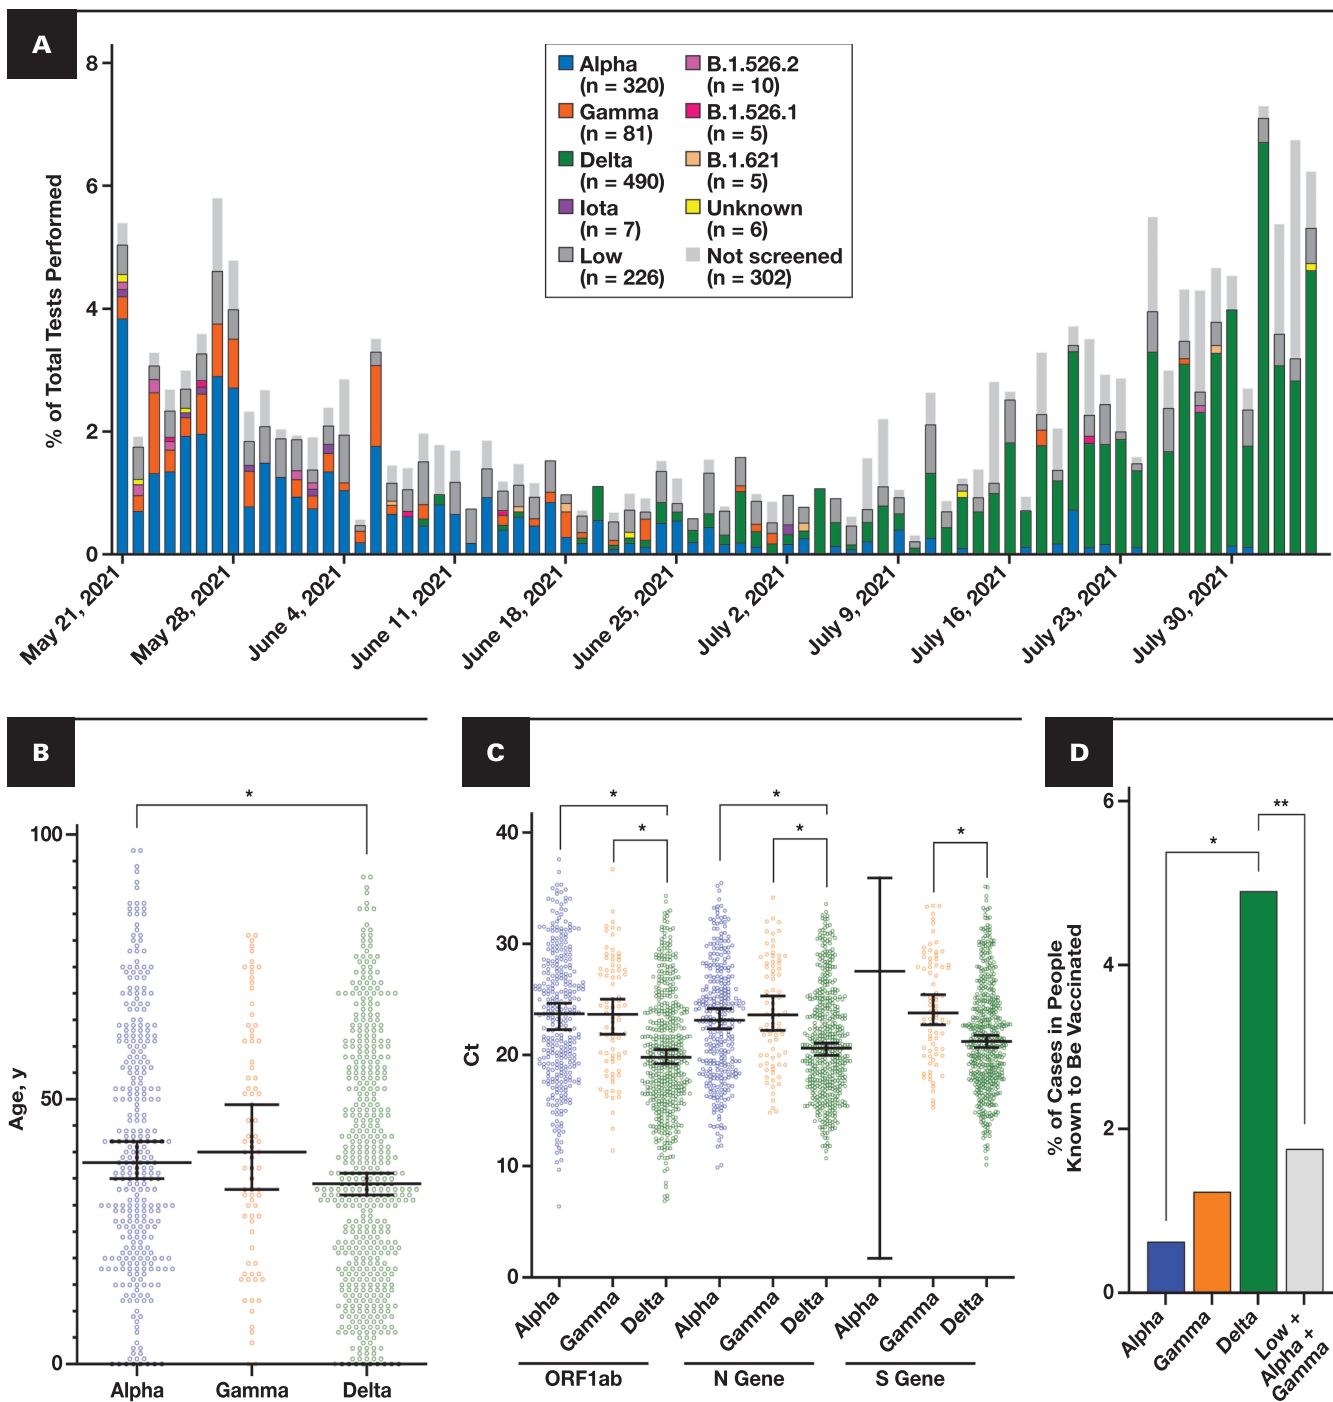 A
% of Total Tests Performed
8
6
4
2
0
Alpha
(n = 320)
Gamma
(n = 81)
Delta
(n = 490)
Iota
(n = 7)
Low
(n = 226)
B.1.526.2
(n = 10)
B.1.526.1
(n = 5)
B.1.621
(n = 5)
Unknown
(n = 6)
Not screened
(n = 302)
May 21, 2021
May 28, 2021
June 4, 2021
June 11, 2021
June 18, 2021
June 25, 2021
July 2, 2021
July 9, 2021
July 16, 2021
July 23, 2021
July 30, 2021
B
Age, y
100
50
0
*
Alpha
Gamma
Delta
C
Ct
40
30
20
10
0
*
*
*
*
*
Alpha
Gamma
Delta
Alpha
Gamma
Delta
Alpha
Gamma
Delta
ORF1ab
N Gene
S Gene
D
% of Cases in People
Known to Be Vaccinated
6
4
2
0
*
**
Alpha
Gamma
Delta
Low +
Alpha +
Gamma